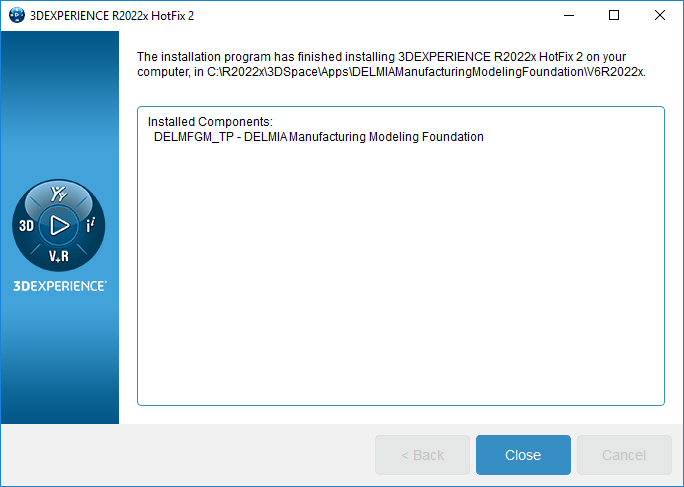 3DEXPERIENCE R2022x HotFix 2
The installation program has finished installing 3DEXPERIENCE R2022x HotFix 2 on your
computer, in C:\R2022x\3DSpace\Apps\DELMIAManufacturingModelingFoundation\V6R2022x.
Installed Components:
DELMFGM_TP - DELMIA Manufacturing Modeling Foundation
3D
i²
V+R
3DEXPERIENCE
< Back
Close
Cancel